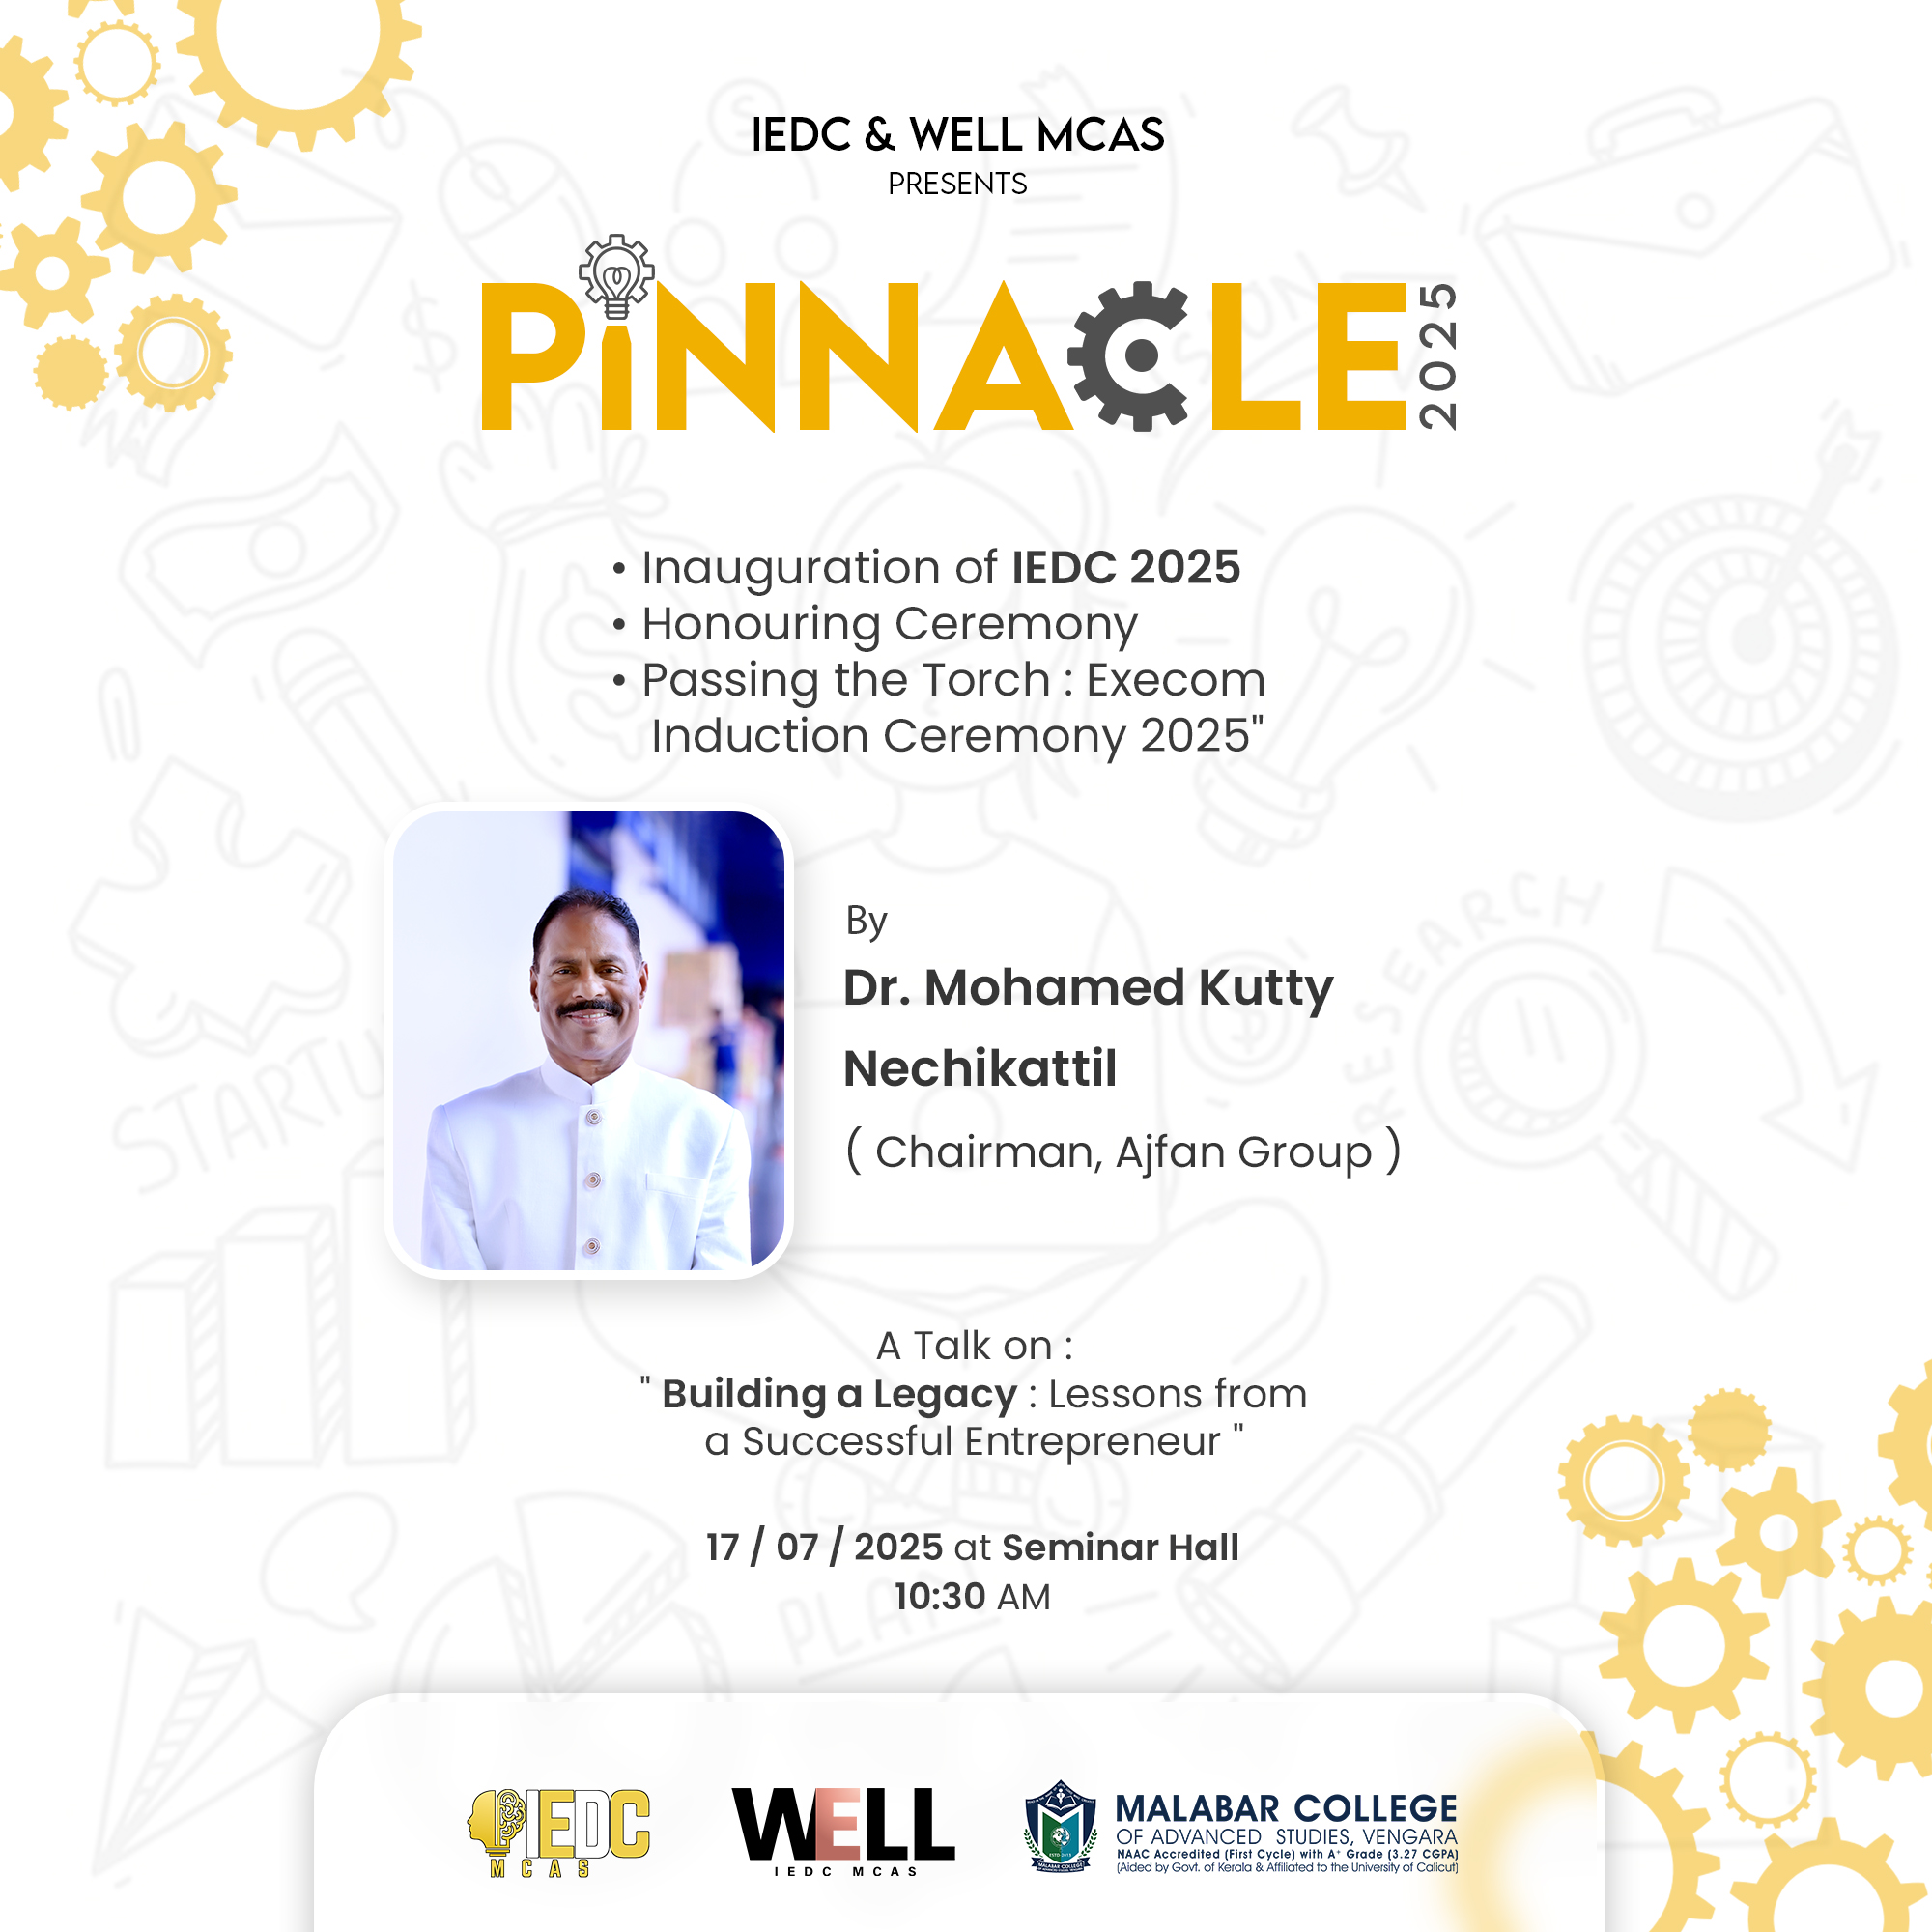 IEDC & WELL MCAS
PRESENTS
PiNNACLE 2025
• Inauguration of IEDC 2025
• Honouring Ceremony
• Passing the Torch : Execom
Induction Ceremony 2025"
By
Dr. Mohamed Kutty
Nechikattil
( Chairman, Ajfan Group )
STARTU
RESEARCH
A Talk on :
" Building a Legacy : Lessons from
a Successful Entrepreneur "
17 / 07 / 2025 at Seminar Hall
10:30 AM
PLAN
IEDC
MCAS
WELL
IEDC MCAS
MALABAR COLLEGE
OF ADVANCED STUDIES, VENGARA
NAAC Accredited (First Cycle) with A+ Grade (3.27 CGPA)
(Aided by Govt. of Kerala & Affiliated to the University of Calicut)